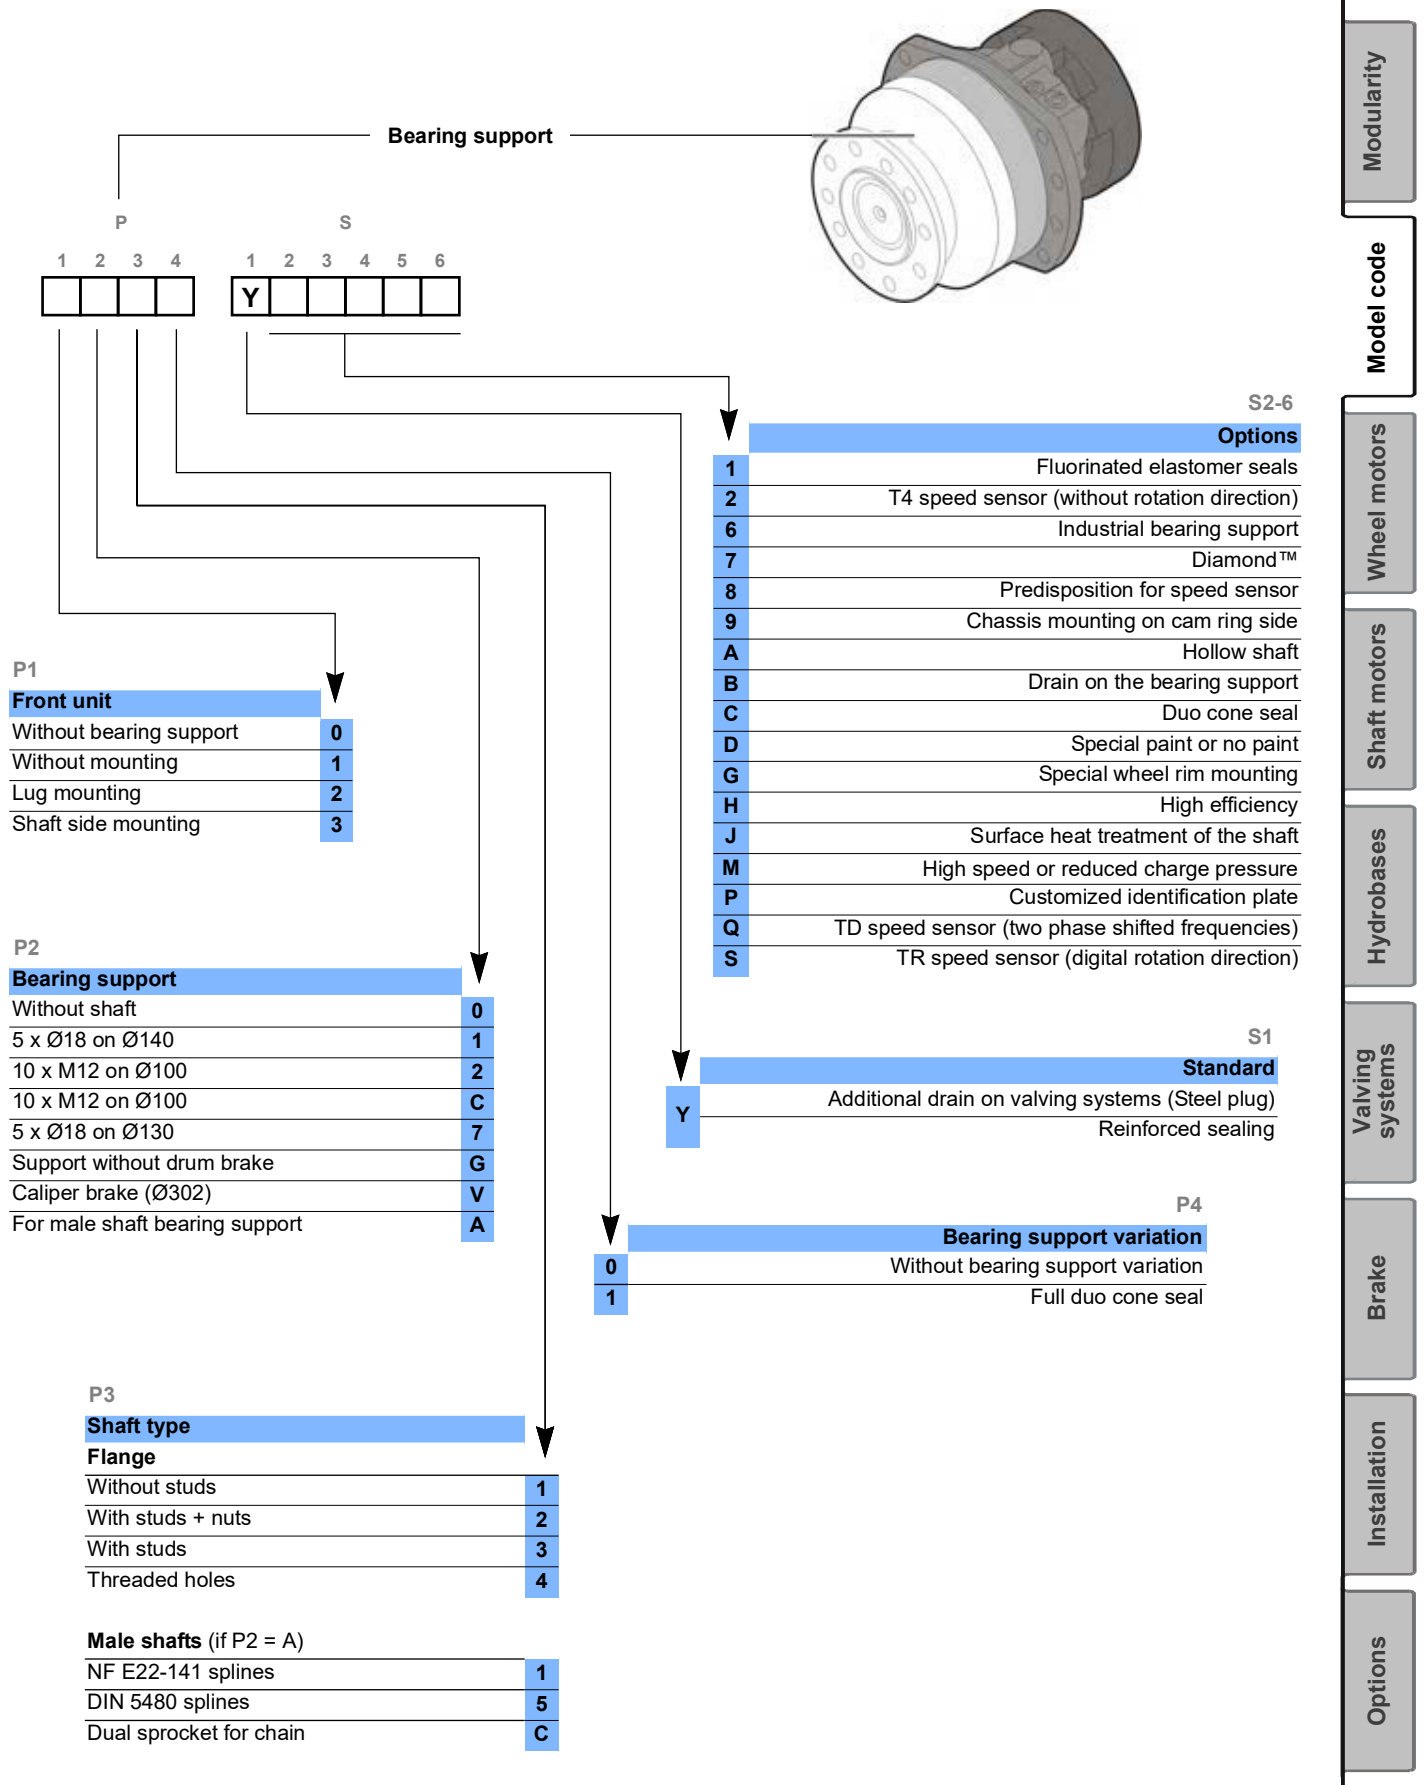 Bearing support
P
S
1 2 3 4
1 2 3 4 5 6
Y
S2-6
Options
1 Fluorinated elastomer seals
2 T4 speed sensor (without rotation direction)
6 Industrial bearing support
7 Diamond™
8 Predisposition for speed sensor
9 Chassis mounting on cam ring side
A Hollow shaft
B Drain on the bearing support
C Duo cone seal
D Special paint or no paint
G Special wheel rim mounting
H High efficiency
J Surface heat treatment of the shaft
M High speed or reduced charge pressure
P Customized identification plate
Q TD speed sensor (two phase shifted frequencies)
S TR speed sensor (digital rotation direction)
P1
Front unit
Without bearing support 0
Without mounting 1
Lug mounting 2
Shaft side mounting 3
P2
Bearing support
Without shaft 0
5 x Ø18 on Ø140 1
10 x M12 on Ø100 2
10 x M12 on Ø100 C
5 x Ø18 on Ø130 7
Support without drum brake G
Caliper brake (Ø302) V
For male shaft bearing support A
S1
Standard
Y
Additional drain on valving systems (Steel plug)
Reinforced sealing
P4
Bearing support variation
0 Without bearing support variation
1 Full duo cone seal
P3
Shaft type
Flange
Without studs 1
With studs + nuts 2
With studs 3
Threaded holes 4
Male shafts (if P2 = A)
NF E22-141 splines 1
DIN 5480 splines 5
Dual sprocket for chain C
Modularity
Model code
Wheel motors
Shaft motors
Hydrobases
Valving
systems
Brake
Installation
Options